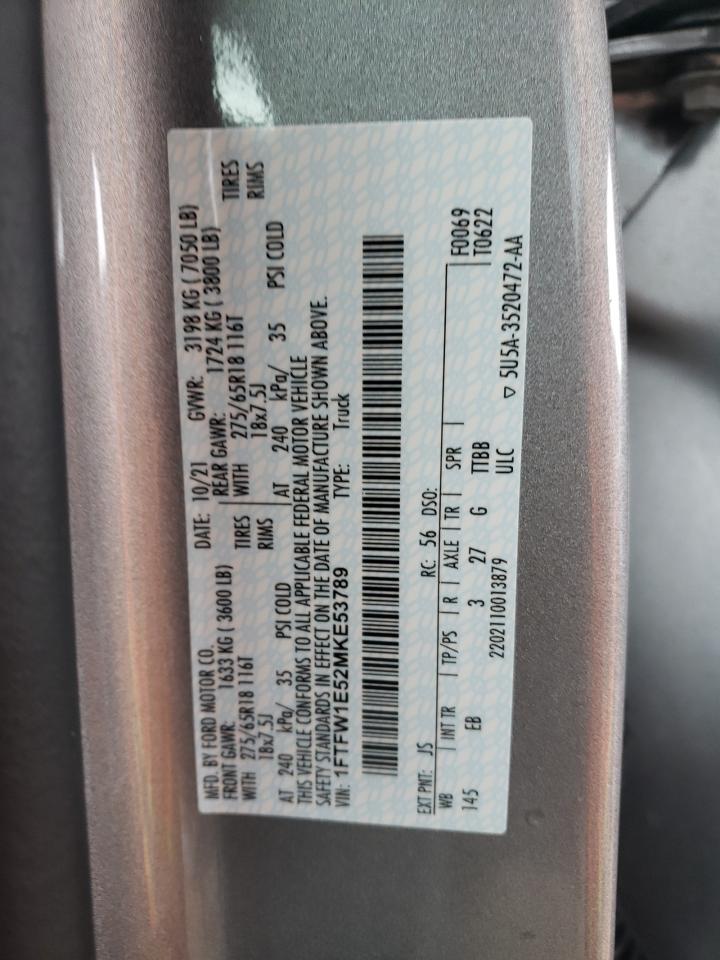 MFD. BY FORD MOTOR CO. DATE: 10/21 GVWR: 3198 KG ( 7050 LB)
FRONT GAWR: 1633 KG ( 3600 LB) REAR GAWR: 1724 KG ( 3800 LB)
WITH 275/65R18 116T TIRES WITH 275/65R18 116T TIRES
18x7.5J RIMS 18x7.5J RIMS
AT 240 kPa/ 35 PSI COLD AT 240 kPa/ 35 PSI COLD
THIS VEHICLE CONFORMS TO ALL APPLICABLE FEDERAL MOTOR VEHICLE
SAFETY STANDARDS IN EFFECT ON THE DATE OF MANUFACTURE SHOWN ABOVE.
VIN: 1FTFW1E52MKE53789 TYPE: Truck
EXT PNT: JS RC: 56 DSO: F0069
WB INT TR TP/PS R AXLE TR SPR T0622
145 EB 3 27 G TTBB
2202110013879 ULC ▽ 5U5A-3520472-AA